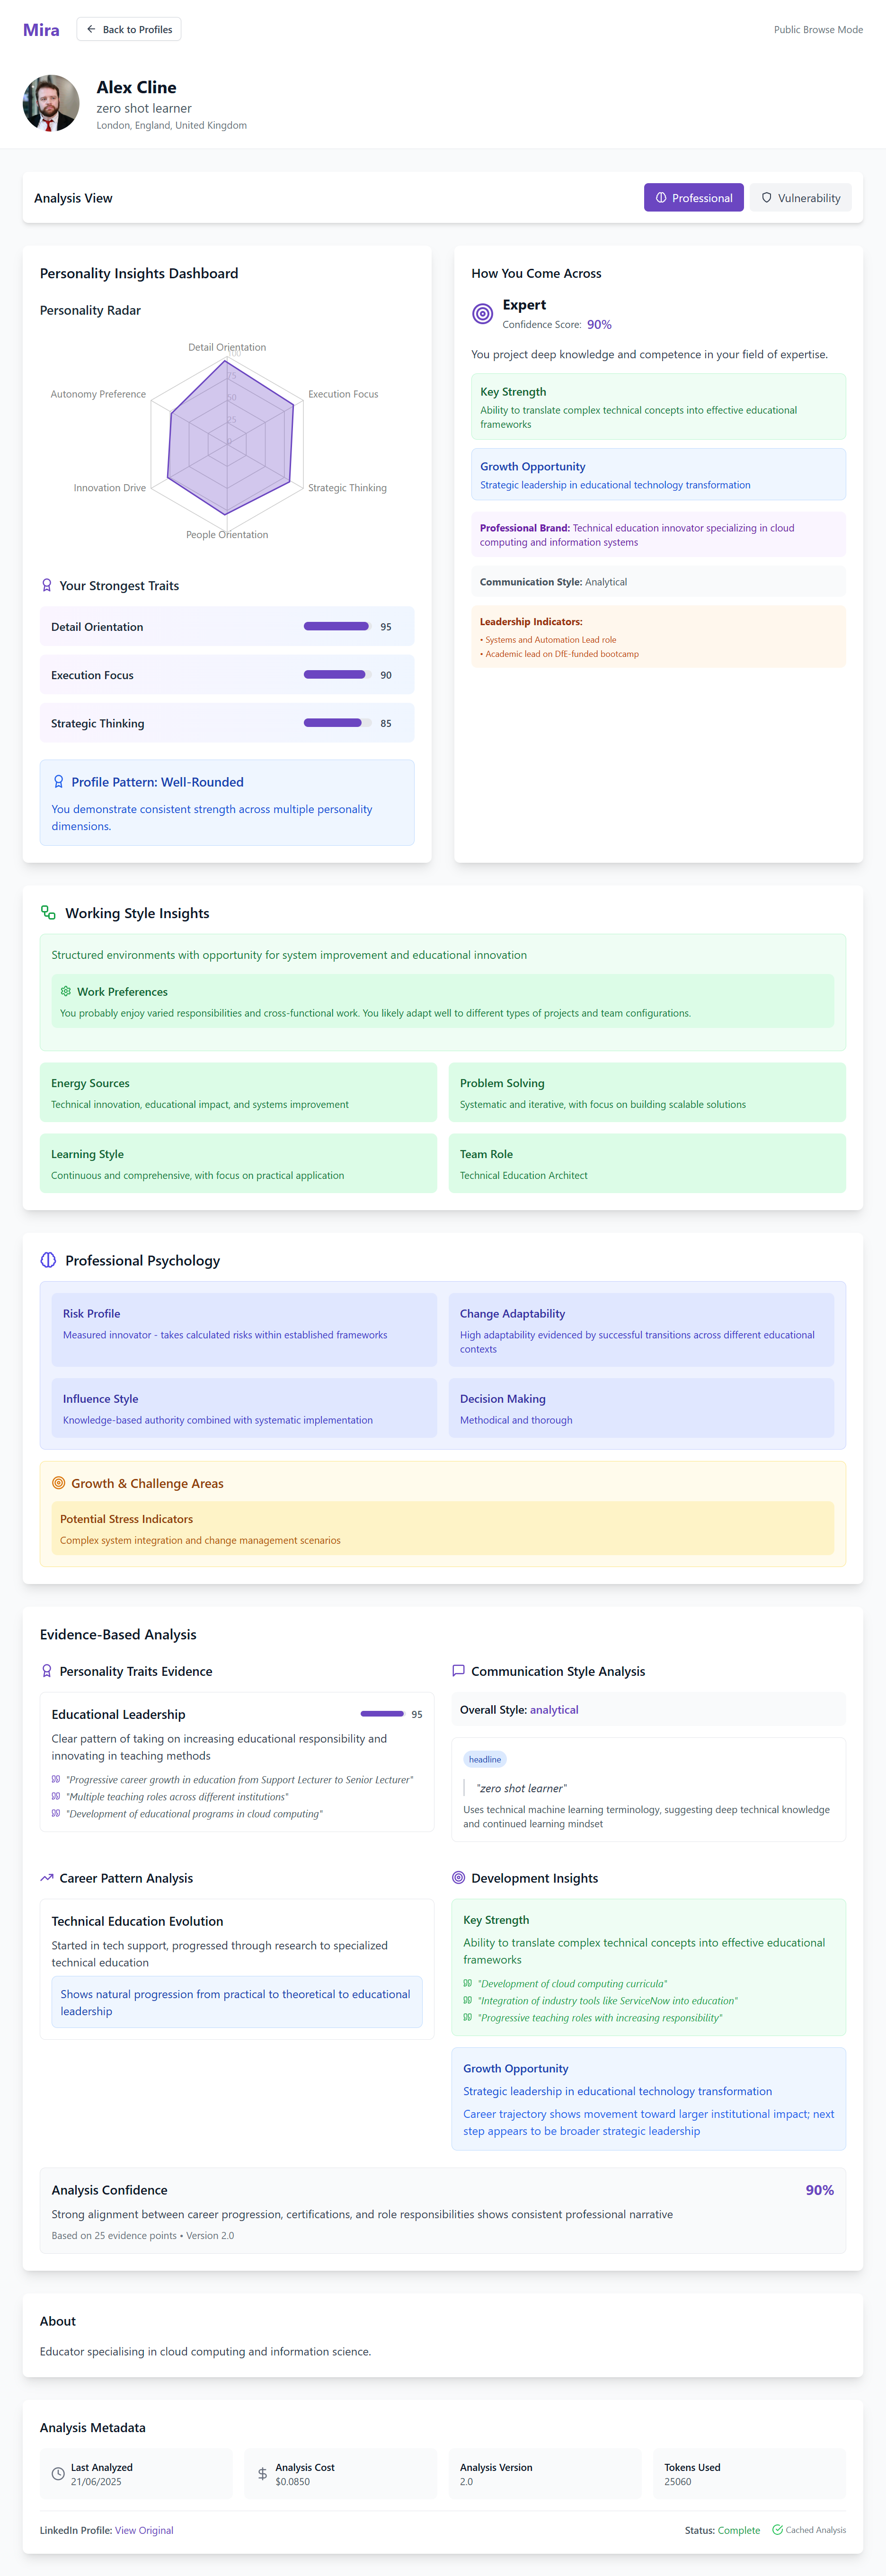 Mira
Back to Profiles
Public Browse Mode
Alex Cline
zero shot learner
London, England, United Kingdom
Analysis View
Professional
Vulnerability
Personality Insights Dashboard
Personality Radar
Detail Orientation
100
Autonomy Preference
75
Execution Focus
50
25
0
Innovation Drive
Strategic Thinking
People Orientation
Your Strongest Traits
Detail Orientation 95
Execution Focus 90
Strategic Thinking 85
Profile Pattern: Well-Rounded
You demonstrate consistent strength across multiple personality
dimensions.
How You Come Across
Expert
Confidence Score: 90%
You project deep knowledge and competence in your field of expertise.
Key Strength
Ability to translate complex technical concepts into effective educational
frameworks
Growth Opportunity
Strategic leadership in educational technology transformation
Professional Brand: Technical education innovator specializing in cloud
computing and information systems
Communication Style: Analytical
Leadership Indicators:
• Systems and Automation Lead role
• Academic lead on DfE-funded bootcamp
Working Style Insights
Structured environments with opportunity for system improvement and educational innovation
Work Preferences
You probably enjoy varied responsibilities and cross-functional work. You likely adapt well to different types of projects and team configurations.
Energy Sources
Technical innovation, educational impact, and systems improvement
Problem Solving
Systematic and iterative, with focus on building scalable solutions
Learning Style
Continuous and comprehensive, with focus on practical application
Team Role
Technical Education Architect
Professional Psychology
Risk Profile
Measured innovator - takes calculated risks within established frameworks
Change Adaptability
High adaptability evidenced by successful transitions across different educational
contexts
Influence Style
Knowledge-based authority combined with systematic implementation
Decision Making
Methodical and thorough
Growth & Challenge Areas
Potential Stress Indicators
Complex system integration and change management scenarios
Evidence-Based Analysis
Personality Traits Evidence
Educational Leadership 95
Clear pattern of taking on increasing educational responsibility and
innovating in teaching methods
"Progressive career growth in education from Support Lecturer to Senior Lecturer"
"Multiple teaching roles across different institutions"
"Development of educational programs in cloud computing"
Communication Style Analysis
Overall Style: analytical
headline
"zero shot learner"
Uses technical machine learning terminology, suggesting deep technical knowledge
and continued learning mindset
Career Pattern Analysis
Technical Education Evolution
Started in tech support, progressed through research to specialized
technical education
Shows natural progression from practical to theoretical to educational
leadership
Development Insights
Key Strength
Ability to translate complex technical concepts into effective educational
frameworks
"Development of cloud computing curricula"
"Integration of industry tools like ServiceNow into education"
"Progressive teaching roles with increasing responsibility"
Growth Opportunity
Strategic leadership in educational technology transformation
Career trajectory shows movement toward larger institutional impact; next
step appears to be broader strategic leadership
Analysis Confidence 90%
Strong alignment between career progression, certifications, and role responsibilities shows consistent professional narrative
Based on 25 evidence points • Version 2.0
About
Educator specialising in cloud computing and information science.
Analysis Metadata
Last Analyzed
21/06/2025
Analysis Cost
$0.0850
Analysis Version
2.0
Tokens Used
25060
LinkedIn Profile: View Original
Status: Complete
Cached Analysis